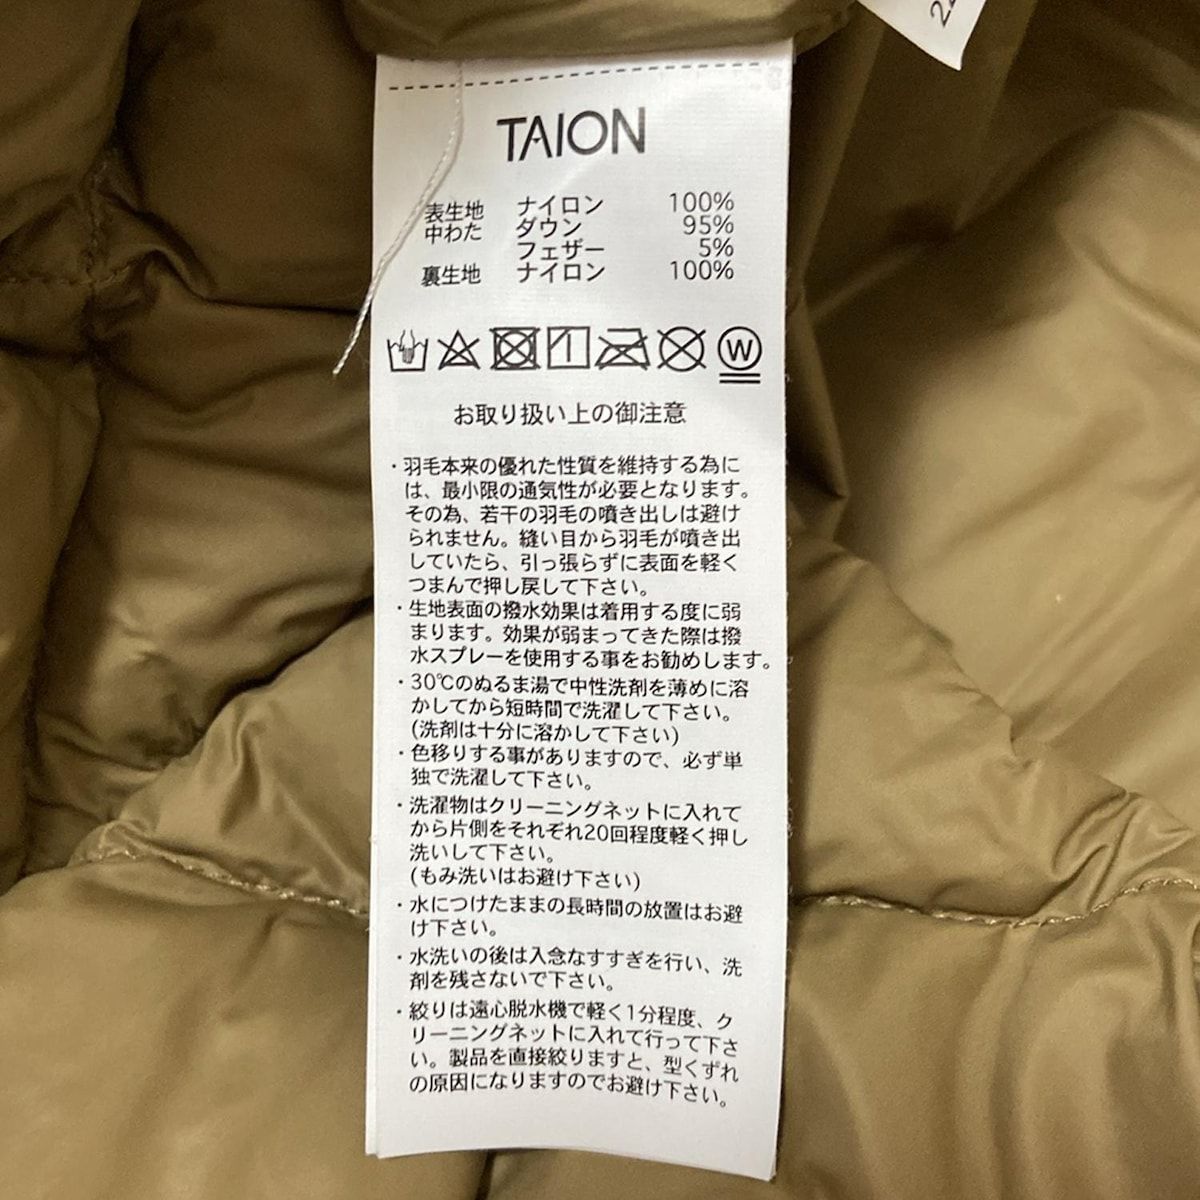 22
TAION
表生地 ナイロン 100%
中わた ダウン 95%
フェザー 5%
裏生地 ナイロン 100%
W
お取り扱い上の御注意
・羽毛本来の優れた性質を維持する為に
は、最小限の通気性が必要となります。
その為、若干の羽毛の噴き出しは避け
られません。縫い目から羽毛が噴き出
していたら、引っ張らずに表面を軽く
つまんで押し戻して下さい。
・生地表面の撥水効果は着用する度に弱
まります。効果が弱まってきた際は撥
水スプレーを使用する事をお勧めします。
・30℃のぬるま湯で中性洗剤を薄めに溶
かしてから短時間で洗濯して下さい。
(洗剤は十分に溶かして下さい)
・色移りする事がありますので、必ず単
独で洗濯して下さい。
・洗濯物はクリーニングネットに入れて
から片側をそれぞれ20回程度軽く押し
洗いして下さい。
(もみ洗いはお避け下さい)
・水につけたままの長時間の放置はお避
け下さい。
・水洗いの後は入念なすすぎを行い、洗
剤を残さないで下さい。
・絞りは遠心脱水機で軽く1分程度、ク
リーニングネットに入れて行って下さ
い。製品を直接絞りますと、型くずれ
の原因になりますのでお避け下さい。